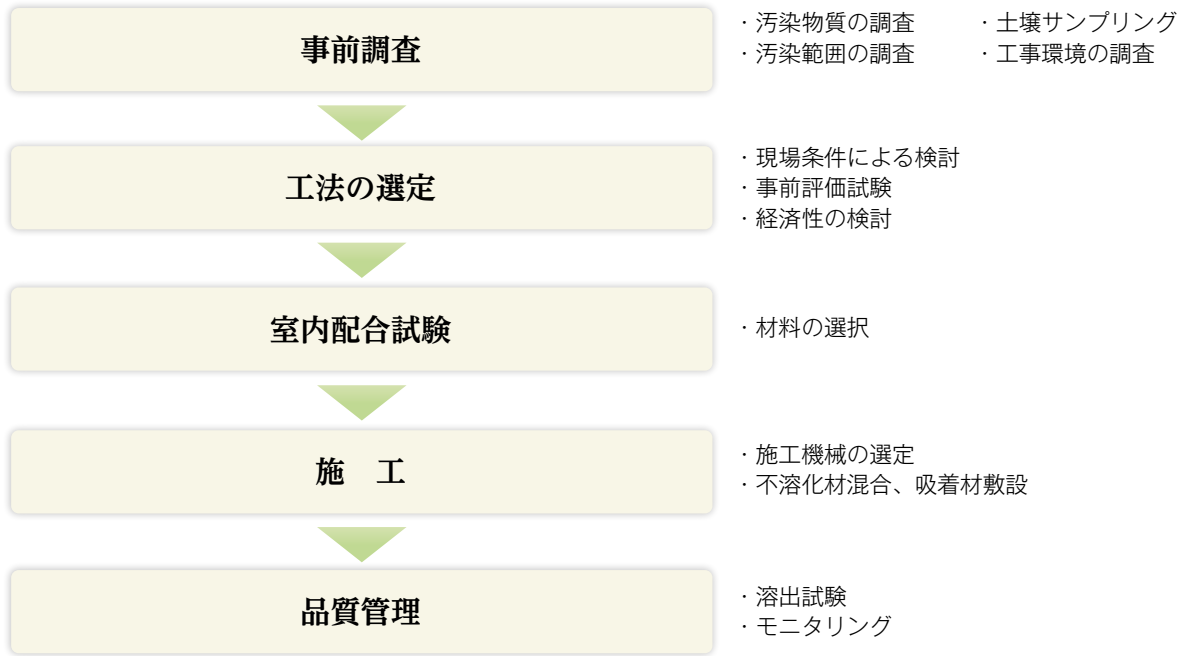 事前調査
・汚染物質の調査 ・土壌サンプリング
・汚染範囲の調査 ・工事環境の調査
工法の選定
・現場条件による検討
・事前評価試験
・経済性の検討
室内配合試験
・材料の選択
施　工
・施工機械の選定
・不溶化材混合、吸着材敷設
品質管理
・溶出試験
・モニタリング